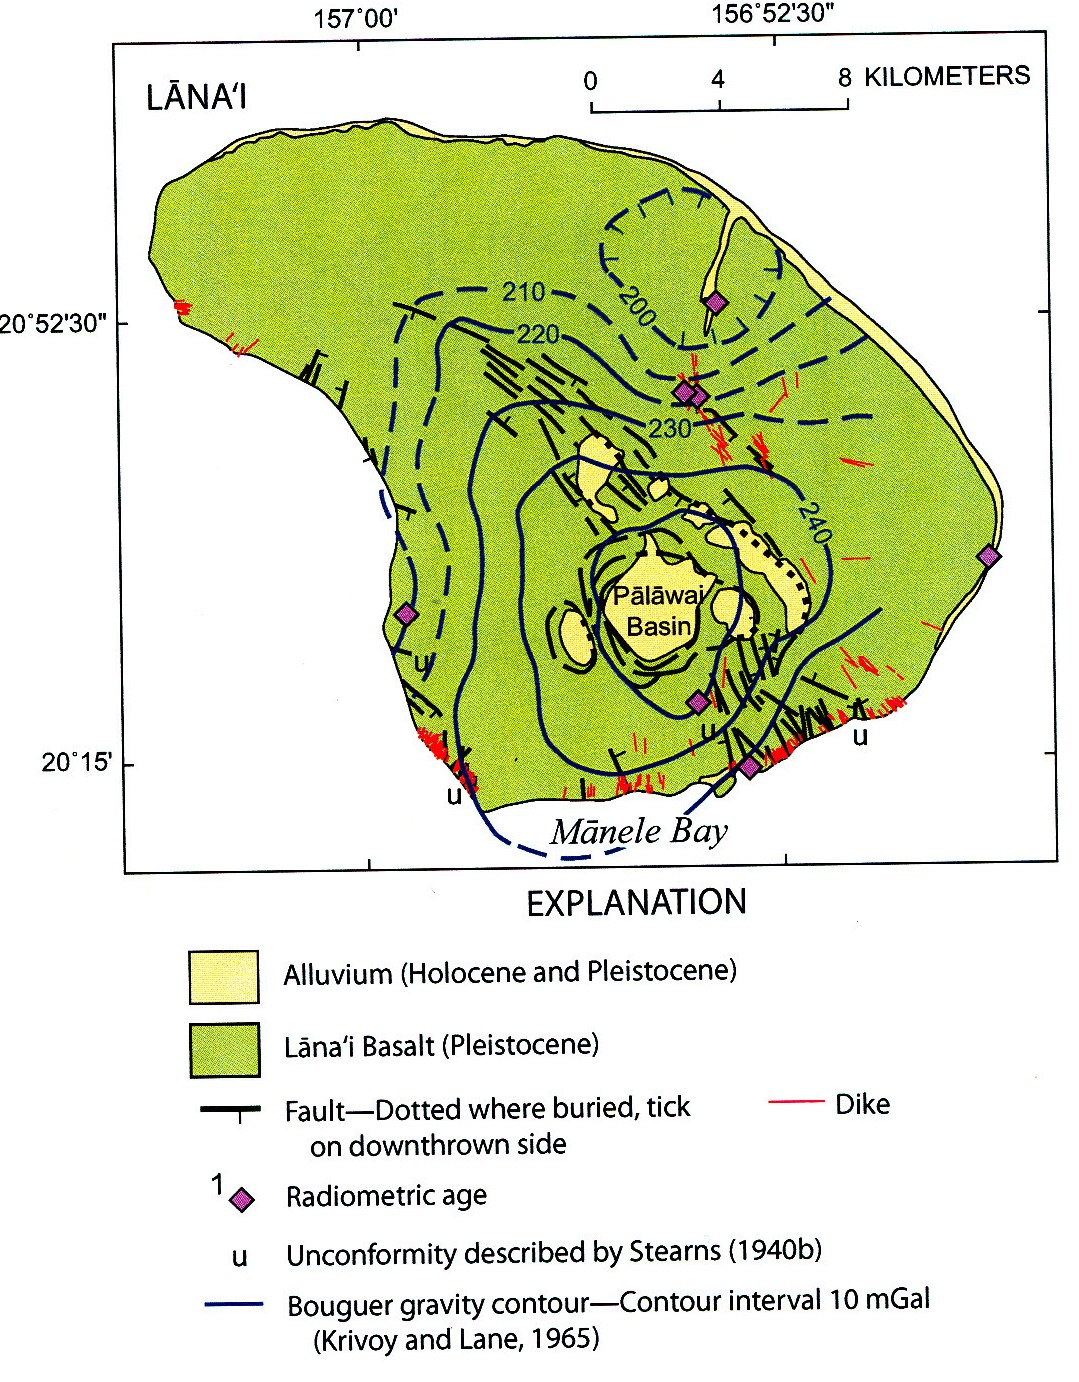 157°00' 156°52'30"
LĀNAʻI
0 4 8 KILOMETERS
210
200
20°52'30"
220
230
240
Pālāwai
Basin
u
u
u
20°15'
u
Mānele Bay
EXPLANATION
Alluvium (Holocene and Pleistocene)
Lānaʻi Basalt (Pleistocene)
Fault—Dotted where buried, tick
on downthrown side
Dike
1
Radiometric age
u Unconformity described by Stearns (1940b)
Bouguer gravity contour—Contour interval 10 mGal
(Krivoy and Lane, 1965)